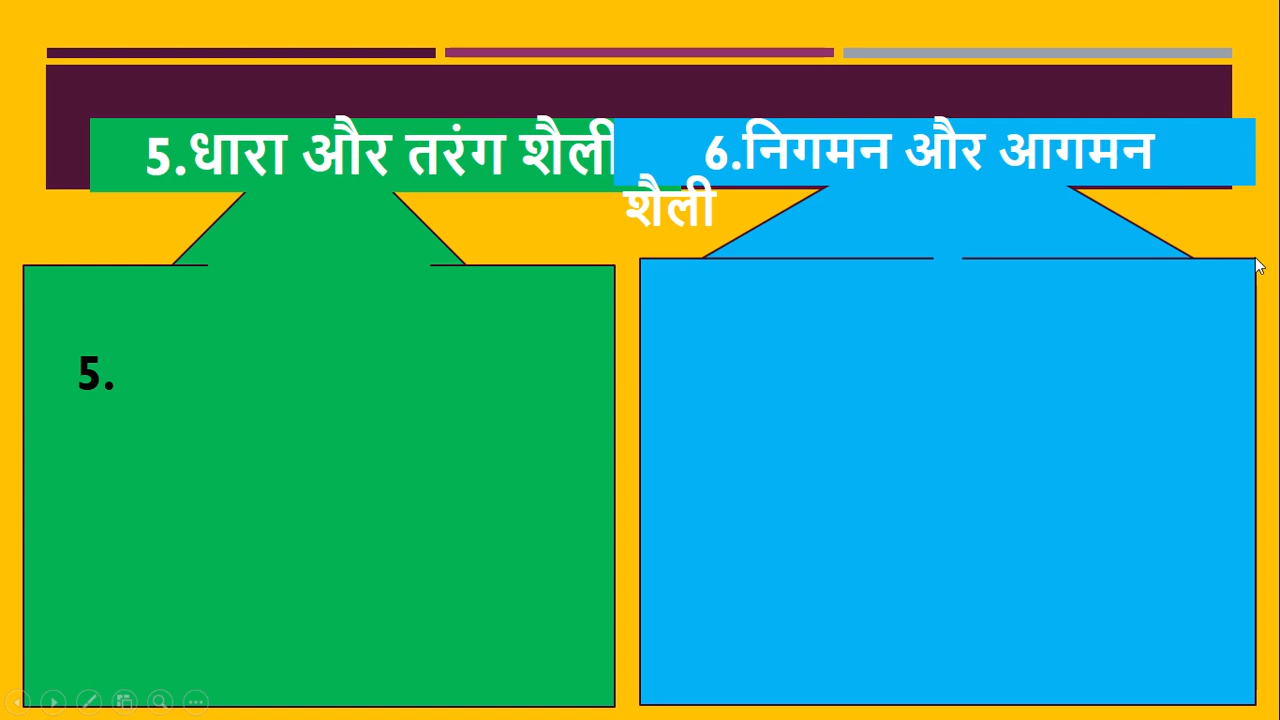 5.धारा और तरंग शैली
6.निगमन और आगमन
शैली
5.